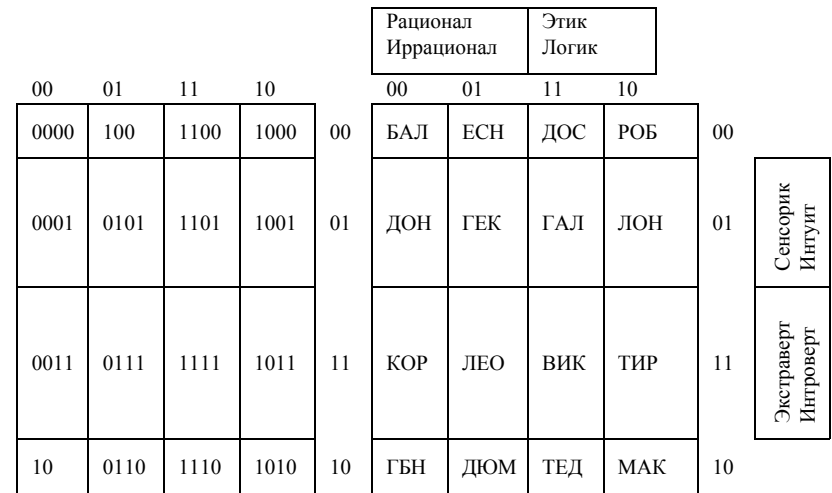 Рационал Этик
Иррационал Логик
00 01 11 10 00 01 11 10
0000 100 1100 1000 00 БАЛ ЕСН ДОС РОБ 00
0001 0101 1101 1001 01 ДОН ГЕК ГАЛ ЛОН 01
Сенсорик
Интуит
0011 0111 1111 1011 11 КОР ЛЕО ВИК ТИР 11
Экстраверт
Интроверт
10 0110 1110 1010 10 ГБН ДЮМ ТЕД МАК 10